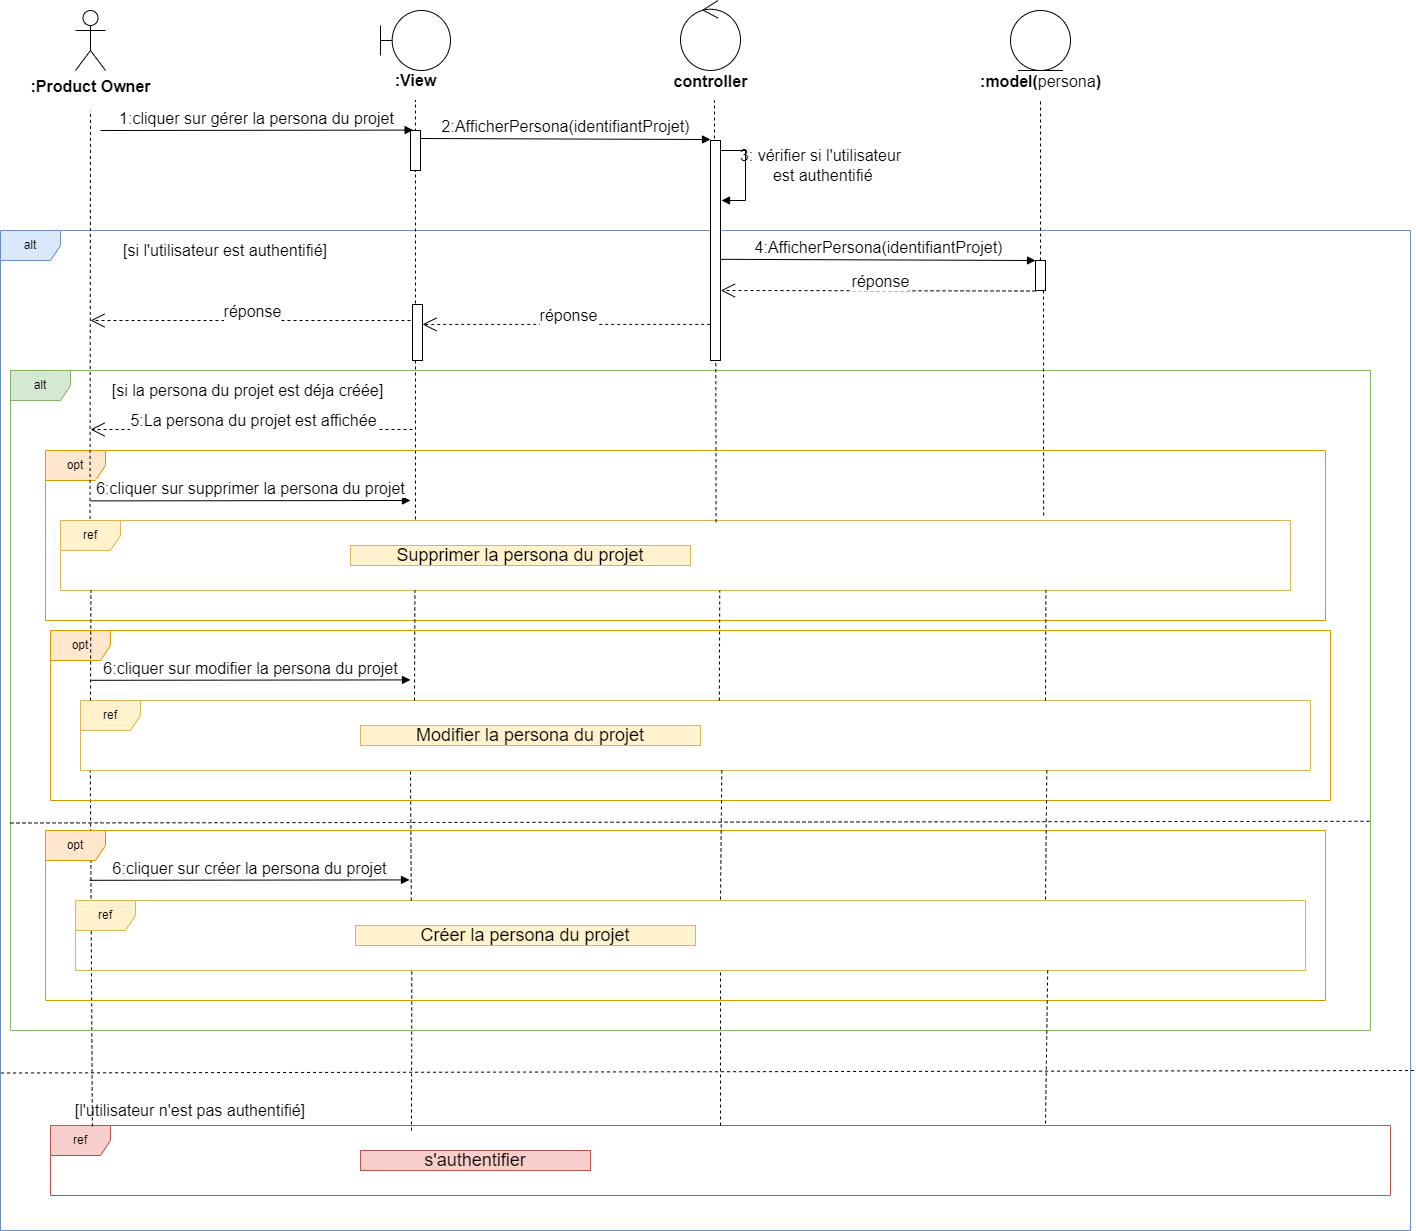 :Product Owner
:View
controller
:model(persona)
1:cliquer sur gérer la persona du projet
2:AfficherPersona(identifiantProjet)
3: vérifier si l'utilisateur
est authentifié
alt
[si l'utilisateur est authentifié]
4:AfficherPersona(identifiantProjet)
réponse
réponse
réponse
alt
[si la persona du projet est déja créée]
5:La persona du projet est affichée
opt
6:cliquer sur supprimer la persona du projet
ref
Supprimer la persona du projet
opt
6:cliquer sur modifier la persona du projet
ref
Modifier la persona du projet
opt
6:cliquer sur créer la persona du projet
ref
Créer la persona du projet
[l'utilisateur n'est pas authentifié]
ref
s'authentifier